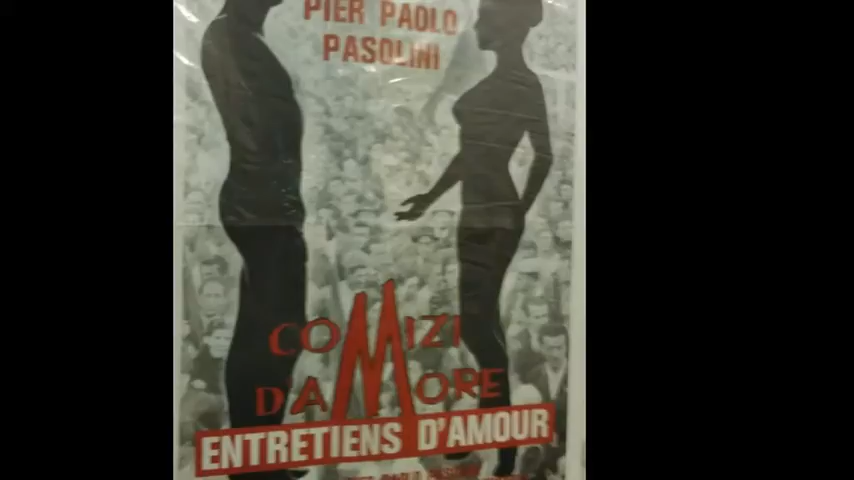 PIER PAOLO
PASOLINI
COMIZI
D'AMORE
ENTRETIENS D'AMOUR